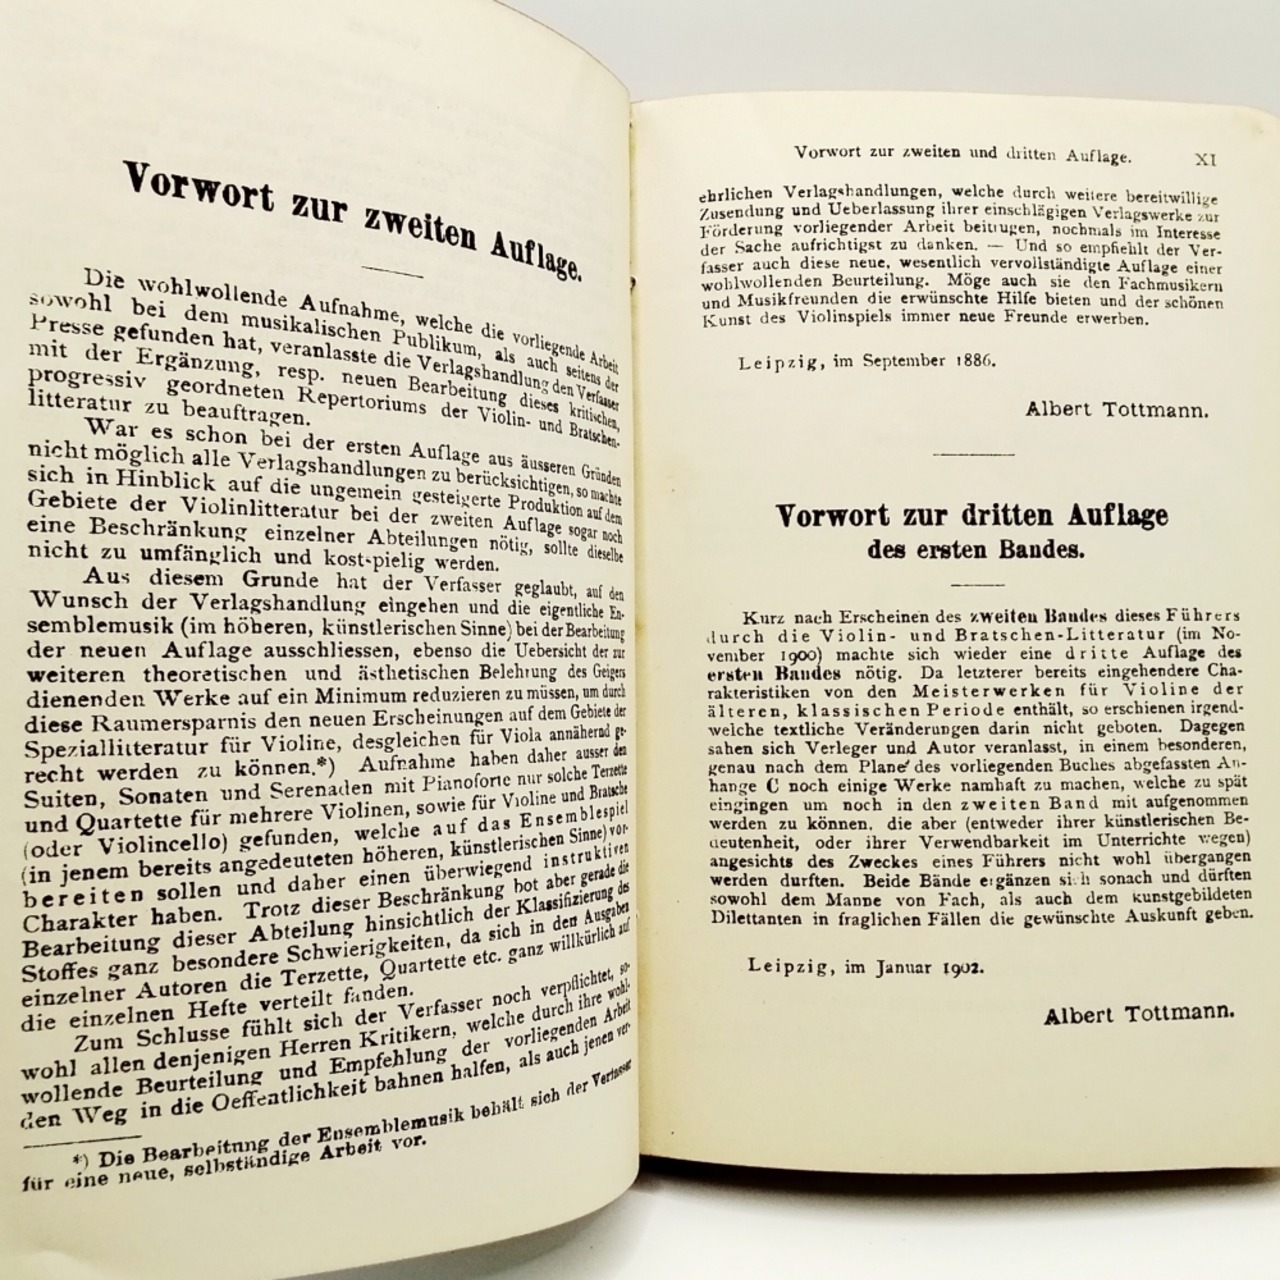 Vorwort zur zweiten Auflage.
Die wohlwollende Aufnahme, welche die vorliegende Arbeit
sowohl bei dem musikalischen Publikum, als auch seitens der
Presse gefunden hat, veranlasste die Verlagshandlung den Verfasser
mit der Ergänzung, resp. neuen Bearbeitung dieses kritischen,
progressiv geordneten Repertoriums der Violin- und Bratschen-
litteratur zu beauftragen.
War es schon bei der ersten Auflage aus äusseren Gründen
nicht möglich alle Verlagshandlungen zu berücksichtigen, so machte
sich in Hinblick auf die ungemein gesteigerte Produktion auf dem
Gebiete der Violinlitteratur bei der zweiten Auflage sogar noch
eine Beschränkung einzelner Abteilungen nötig, sollte dieselbe
nicht zu umfänglich und kostspielig werden.
Aus diesem Grunde hat der Verfasser geglaubt, auf den
Wunsch der Verlagshandlung eingehen und die eigentliche En-
semblemusik (im höheren, künstlerischen Sinne) bei der Bearbeitung
der neuen Auflage ausschliessen, ebenso die Uebersicht der zur
weiteren theoretischen und ästhetischen Belehrung des Geigers
dienenden Werke auf ein Minimum reduzieren zu müssen, um durch
diese Raumersparnis den neuen Erscheinungen auf dem Gebiete der
Speziallitteratur für Violine, desgleichen für Viola annähernd ge-
recht werden zu können.*) Aufnahme haben daher ausser den
Suiten, Sonaten und Serenaden mit Pianoforte nur solche Terzette
und Quartette für mehrere Violinen, sowie für Violine und Bratsche
(oder Violincello) gefunden, welche auf das Ensemblespiel
(in jenem bereits angedeuteten höheren, künstlerischen Sinne) vor-
bereiten sollen und daher einen überwiegend instruktiven
Charakter haben. Trotz dieser Beschränkung bot aber gerade die
Bearbeitung dieser Abteilung hinsichtlich der Klassifizierung des
Stoffes ganz besondere Schwierigkeiten, da sich in den Ausgaben
einzelner Autoren die Terzette, Quartette etc. ganz willkürlich auf
die einzelnen Hefte verteilt fanden.
Zum Schlusse fühlt sich der Verfasser noch verpflichtet, so-
wohl allen denjenigen Herren Kritikern, welche durch ihre wohl-
wollende Beurteilung und Empfehlung der vorliegenden Arbeit
den Weg in die Oeffentlichkeit bahnen halfen, als auch jenen ver-
*) Die Bearbeitung der Ensemblemusik behält sich der Verfasser
für eine neue, selbständige Arbeit vor.
Vorwort zur zweiten und dritten Auflage. XI
ehrlichen Verlagshandlungen, welche durch weitere bereitwillige
Zusendung und Ueberlassung ihrer einschlägigen Verlagswerke zur
Förderung vorliegender Arbeit beitrugen, nochmals im Interesse
der Sache aufrichtigst zu danken. — Und so empfiehlt der Ver-
fasser auch diese neue, wesentlich vervollständigte Auflage einer
wohlwollenden Beurteilung. Möge auch sie den Fachmusikern
und Musikfreunden die erwünschte Hilfe bieten und der schönen
Kunst des Violinspiels immer neue Freunde erwerben.
Leipzig, im September 1886.
Albert Tottmann.
Vorwort zur dritten Auflage
des ersten Bandes.
Kurz nach Erscheinen des zweiten Bandes dieses Führers
durch die Violin- und Bratschen-Litteratur (im No-
vember 1900) machte sich wieder eine dritte Auflage des
ersten Bandes nötig. Da letzterer bereits eingehendere Cha-
rakteristiken von den Meisterwerken für Violine der
älteren, klassischen Periode enthält, so erschienen irgend-
welche textliche Veränderungen darin nicht geboten. Dagegen
sahen sich Verleger und Autor veranlasst, in einem besonderen,
genau nach dem Plane des vorliegenden Buches abgefassten An-
hange C noch einige Werke namhaft zu machen, welche zu spät
eingingen um noch in den zweiten Band mit aufgenommen
werden zu können, die aber (entweder ihrer künstlerischen Be-
deutenheit, oder ihrer Verwendbarkeit im Unterrichte wegen)
angesichts des Zweckes eines Führers nicht wohl übergangen
werden durften. Beide Bände ergänzen sich sonach und dürften
sowohl dem Manne von Fach, als auch dem kunstgebildeten
Dilettanten in fraglichen Fällen die gewünschte Auskunft geben.
Leipzig, im Januar 1902.
Albert Tottmann.